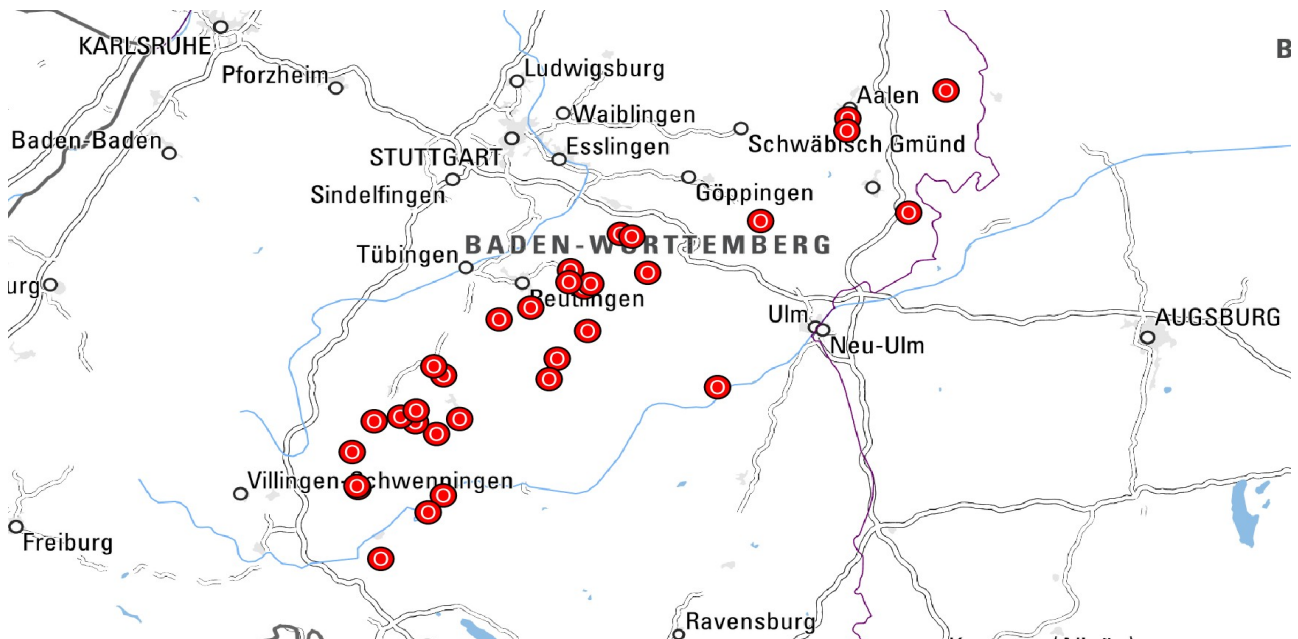 KARLSRUHE
B
Pforzheim
Ludwigsburg
Aalen
O
Waiblingen
O
O
Baden-Baden
STUTTGART
Esslingen
Schwäbisch Gmünd
Sindelfingen
Göppingen
O
O
O
O
BADEN-WÜRTTEMBERG
Tübingen
O
O
O
O
urg
Reutlingen
O
O
Ulm
AUGSBURG
O
Neu-Ulm
O
O
O
O
O
O
O
O
O
O
O
O
Villingen-Schwenningen
O
O
O
Freiburg
O
Ravensburg